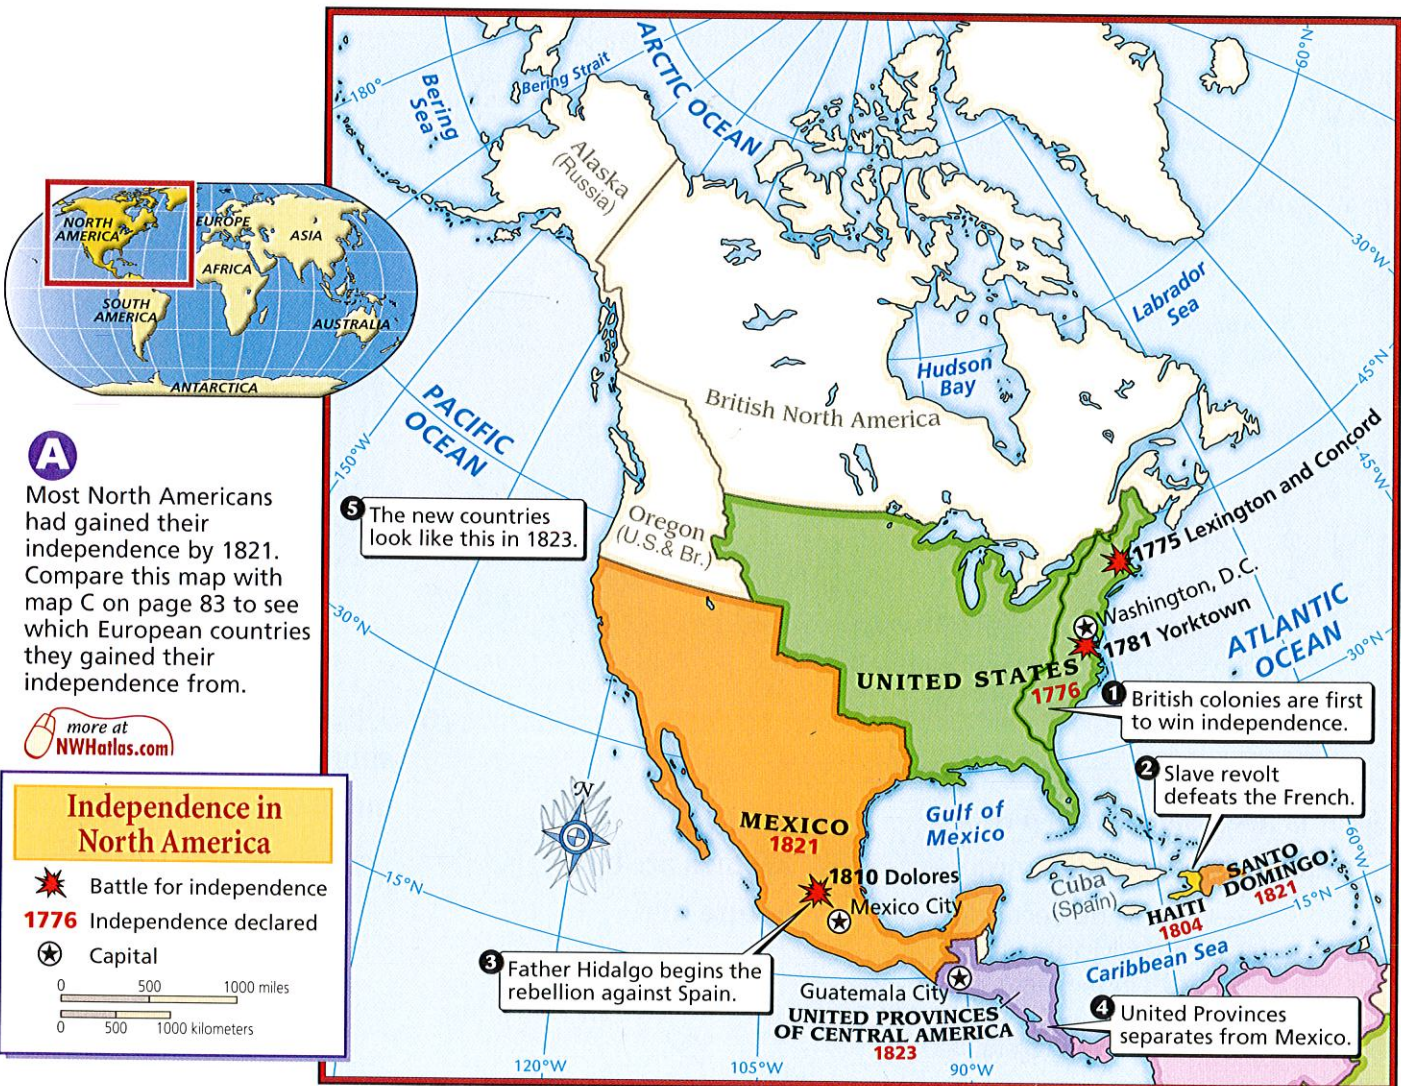 NORTH
AMERICA
EUROPE
ASIA
AFRICA
SOUTH
AMERICA
AUSTRALIA
ANTARCTICA
A
Most North Americans
had gained their
independence by 1821.
Compare this map with
map C on page 83 to see
which European countries
they gained their
independence from.
more at
NWHatlas.com
Independence in
North America
Battle for independence
1776 Independence declared
Capital
0 500 1000 miles
0 500 1000 kilometers
180°
Bering
Sea
Bering Strait
ARCTIC OCEAN
60°N
Alaska
(Russia)
30°W
Labrador
Sea
Hudson
Bay
45°N
British North America
PACIFIC
OCEAN
150°W
45°W
5 The new countries
look like this in 1823.
Oregon
(U.S.& Br.)
1775 Lexington and Concord
Washington, D.C.
1781 Yorktown
ATLANTIC
OCEAN
30°N
30°N
UNITED STATES
1776
1 British colonies are first
to win independence.
2 Slave revolt
defeats the French.
N
MEXICO
1821
Gulf of
Mexico
60°W
15°N
1810 Dolores
Mexico City
Cuba
(Spain)
HAITI
1804
SANTO
DOMINGO
1821
15°N
Caribbean Sea
3 Father Hidalgo begins the
rebellion against Spain.
Guatemala City
UNITED PROVINCES
OF CENTRAL AMERICA
1823
4 United Provinces
separates from Mexico.
120°W
105°W
90°W